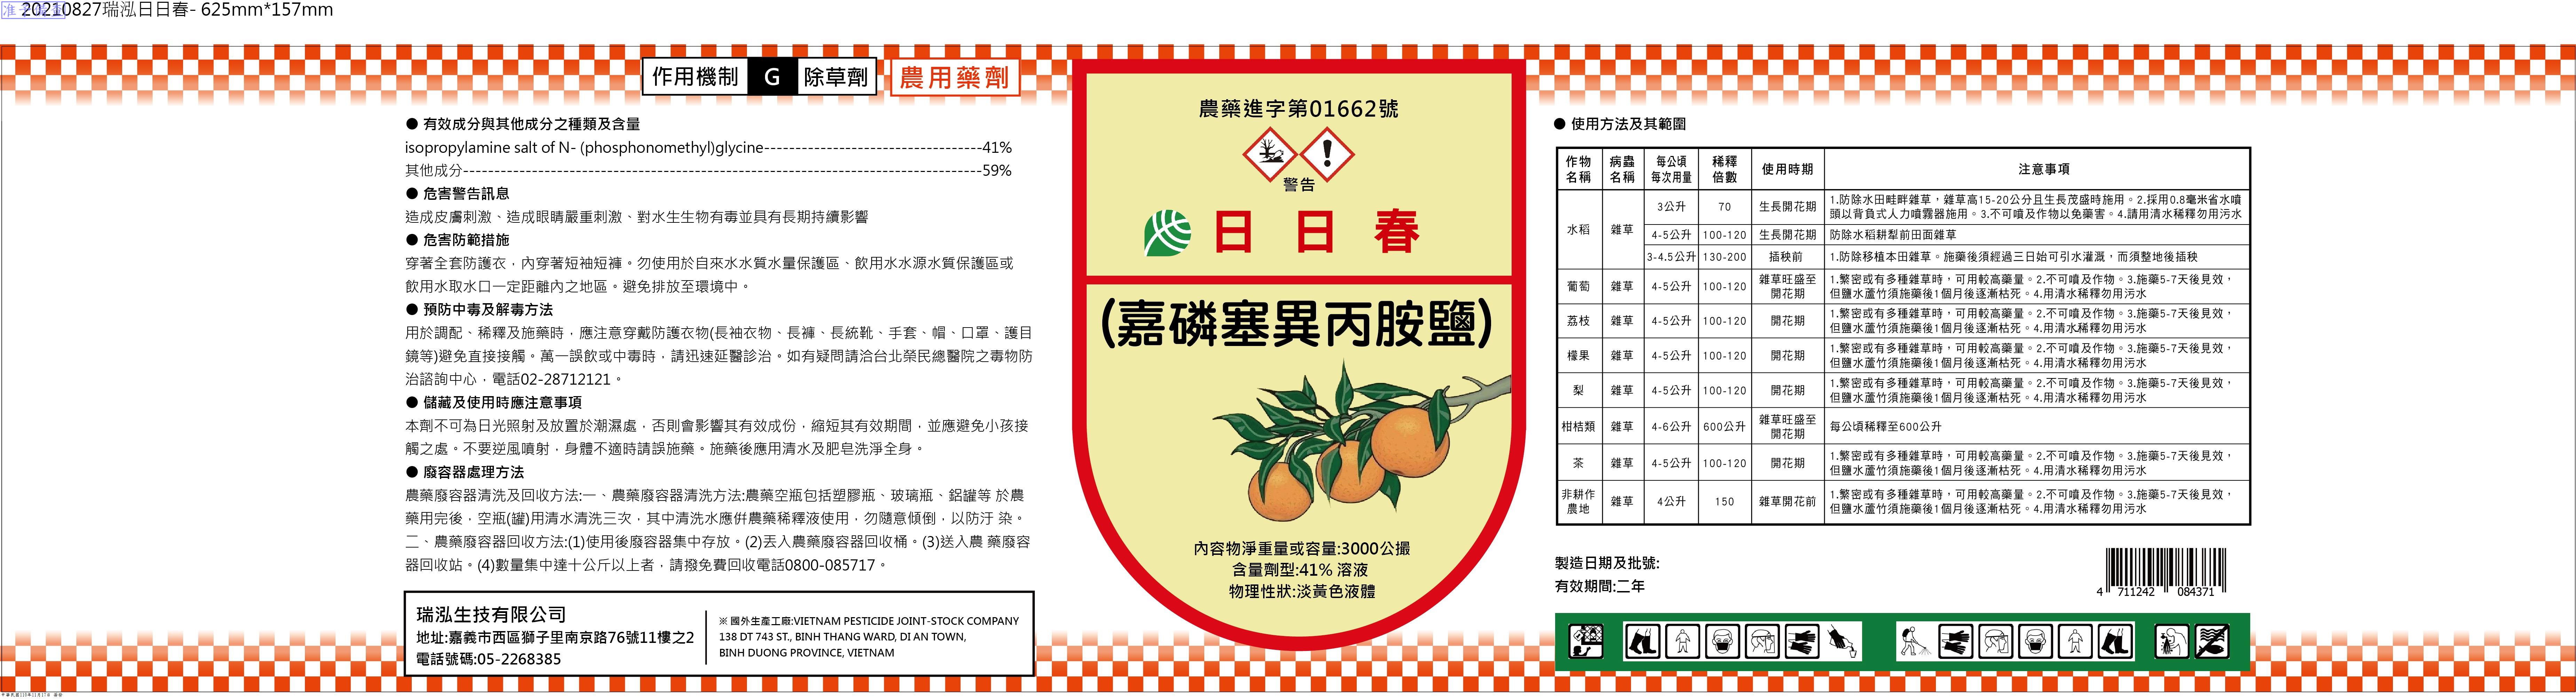 20210827瑞泓日日春- 625mm*157mm
作用機制 G 除草劑 農用藥劑
● 有效成分與其他成分之種類及含量
isopropylamine salt of N- (phosphonomethyl)glycine-----------------------------------41%
其他成分------------------------------------------------------------------------------------59%
● 危害警告訊息
造成皮膚刺激、造成眼睛嚴重刺激、對水生生物有毒並具有長期持續影響
● 危害防範措施
穿著全套防護衣，內穿著短袖短褲。勿使用於自來水水質水量保護區、飲用水水源水質保護區或
飲用水取水口一定距離內之地區。避免排放至環境中。
● 預防中毒及解毒方法
用於調配、稀釋及施藥時，應注意穿戴防護衣物(長袖衣物、長褲、長統靴、手套、帽、口罩、護目
鏡等)避免直接接觸。萬一誤飲或中毒時，請迅速延醫診治。如有疑問請洽台北榮民總醫院之毒物防
治諮詢中心，電話02-28712121。
● 儲藏及使用時應注意事項
本劑不可為日光照射及放置於潮濕處，否則會影響其有效成份，縮短其有效期間，並應避免小孩接
觸之處。不要逆風噴射，身體不適時請誤施藥。施藥後應用清水及肥皂洗淨全身。
● 廢容器處理方法
農藥廢容器清洗及回收方法:一、農藥廢容器清洗方法:農藥空瓶包括塑膠瓶、玻璃瓶、鋁罐等 於農
藥用完後，空瓶(罐)用清水清洗三次，其中清洗水應併農藥稀釋液使用，勿隨意傾倒，以防汙 染。
二、農藥廢容器回收方法:(1)使用後廢容器集中存放。(2)丟入農藥廢容器回收桶。(3)送入農 藥廢容
器回收站。(4)數量集中達十公斤以上者，請撥免費回收電話0800-085717。
瑞泓生技有限公司
地址:嘉義市西區獅子里南京路76號11樓之2
電話號碼:05-2268385
※ 國外生產工廠:VIETNAM PESTICIDE JOINT-STOCK COMPANY
138 DT 743 ST., BINH THANG WARD, DI AN TOWN,
BINH DUONG PROVINCE, VIETNAM
農藥進字第01662號
警告
日日春
(嘉磷塞異丙胺鹽)
內容物淨重量或容量:3000公撮
含量劑型:41% 溶液
物理性狀:淡黃色液體
● 使用方法及其範圍
作物名稱 病蟲名稱 每公頃每次用量 稀釋倍數 使用時期 注意事項
水稻 雜草 3公升 70 生長開花期 1.防除水田畦畔雜草，雜草高15-20公分且生長茂盛時施用。2.採用0.8毫米省水噴
頭以背負式人力噴霧器施用。3.不可噴及作物以免藥害。4.請用清水稀釋勿用污水
4-5公升 100-120 生長開花期 防除水稻耕犁前田面雜草
3-4.5公升 130-200 插秧前 1.防除移植本田雜草。施藥後須經過三日始可引水灌溉，而須整地後插秧
葡萄 雜草 4-5公升 100-120 雜草旺盛至開花期 1.繁密或有多種雜草時，可用較高藥量。2.不可噴及作物。3.施藥5-7天後見效，
但鹽水蘆竹須施藥後1個月後逐漸枯死。4.用清水稀釋勿用污水
荔枝 雜草 4-5公升 100-120 開花期 1.繁密或有多種雜草時，可用較高藥量。2.不可噴及作物。3.施藥5-7天後見效，
但鹽水蘆竹須施藥後1個月後逐漸枯死。4.用清水稀釋勿用污水
檬果 雜草 4-5公升 100-120 開花期 1.繁密或有多種雜草時，可用較高藥量。2.不可噴及作物。3.施藥5-7天後見效，
但鹽水蘆竹須施藥後1個月後逐漸枯死。4.用清水稀釋勿用污水
梨 雜草 4-5公升 100-120 開花期 1.繁密或有多種雜草時，可用較高藥量。2.不可噴及作物。3.施藥5-7天後見效，
但鹽水蘆竹須施藥後1個月後逐漸枯死。4.用清水稀釋勿用污水
柑桔類 雜草 4-6公升 600公升 雜草旺盛至開花期 每公頃稀釋至600公升
茶 雜草 4-5公升 100-120 開花期 1.繁密或有多種雜草時，可用較高藥量。2.不可噴及作物。3.施藥5-7天後見效，
但鹽水蘆竹須施藥後1個月後逐漸枯死。4.用清水稀釋勿用污水
非耕作農地 雜草 4公升 150 雜草開花前 1.繁密或有多種雜草時，可用較高藥量。2.不可噴及作物。3.施藥5-7天後見效，
但鹽水蘆竹須施藥後1個月後逐漸枯死。4.用清水稀釋勿用污水
製造日期及批號:
有效期間:二年
4 711242 084371